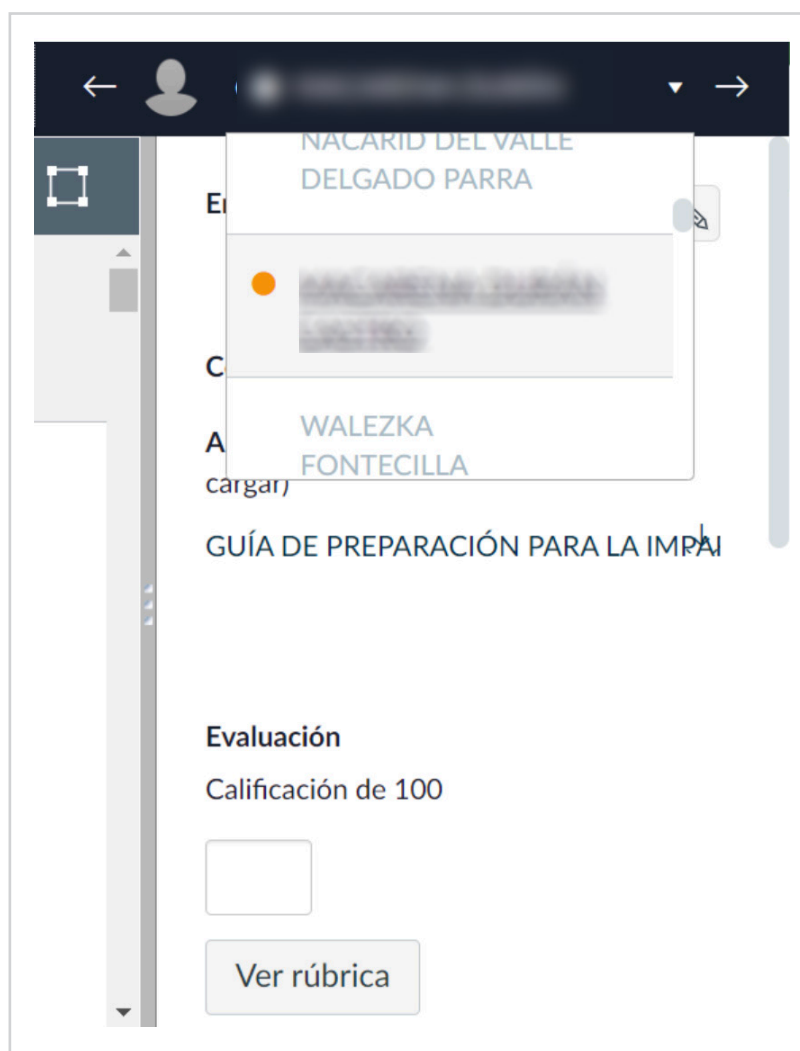 NACARID DEL VALLE
DELGADO PARRA
WALEZKA
FONTECILLA
cargar)
GUÍA DE PREPARACIÓN PARA LA IMPAI
Evaluación
Calificación de 100
Ver rúbrica